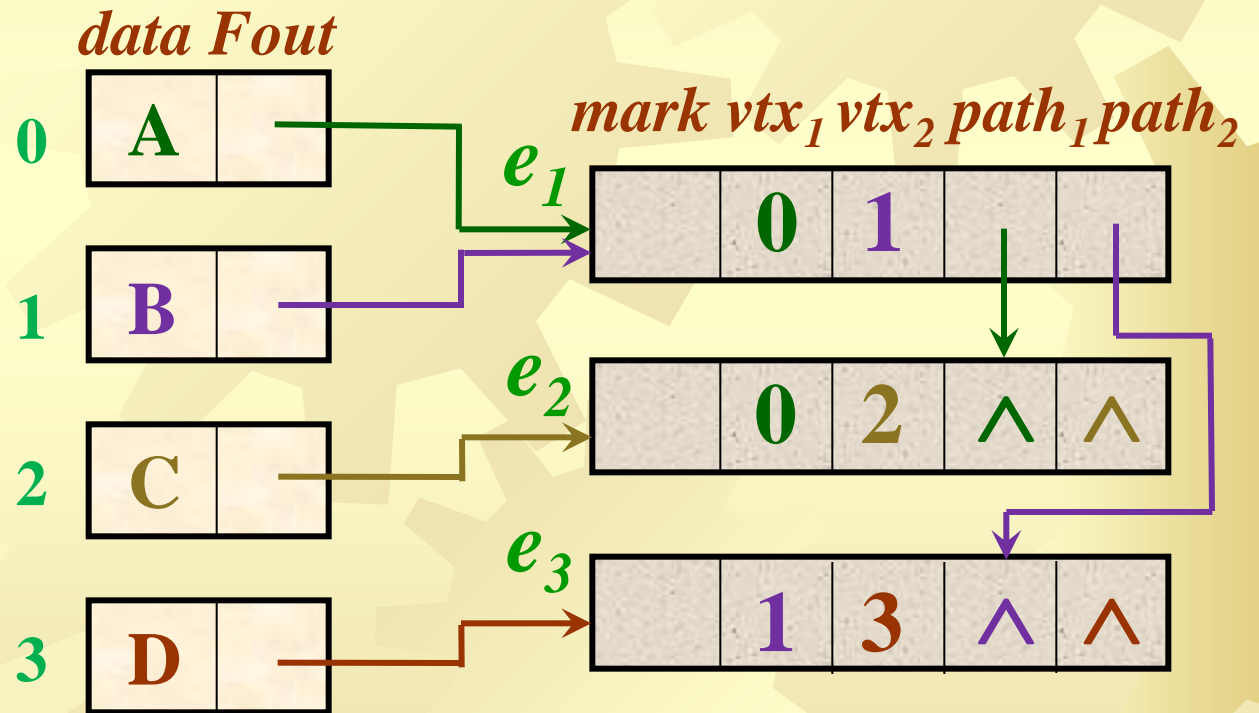 data Fout
mark vtx₁ vtx₂ path₁ path₂
0 A
e₁ 0 1
1 B
e₂ 0 2 ∧ ∧
2 C
e₃ 1 3 ∧ ∧
3 D